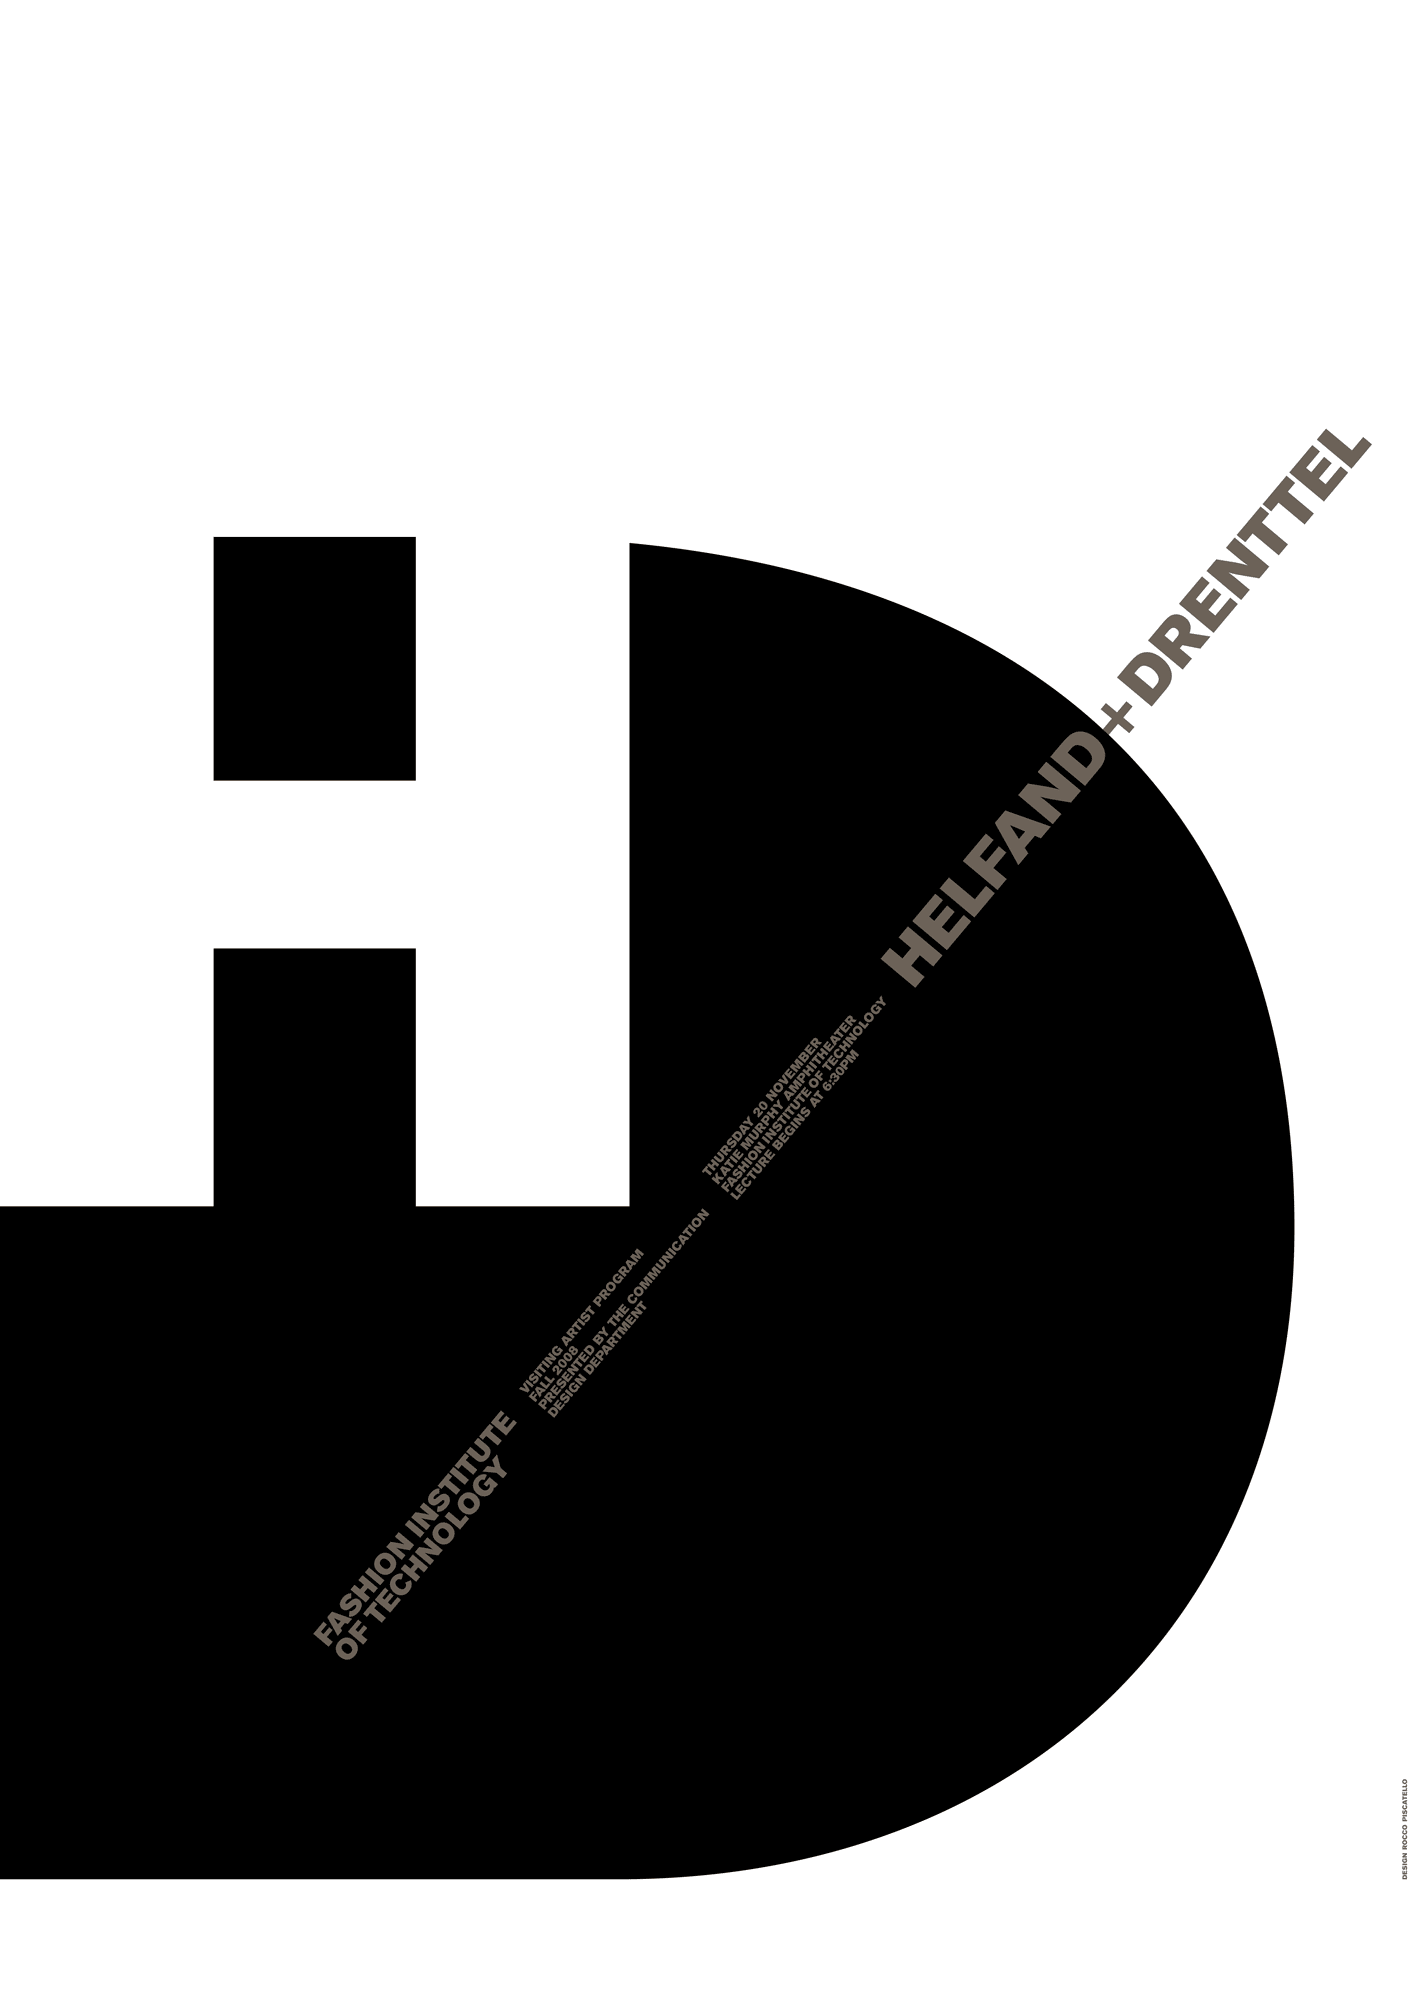 HD
HELFAND+DRENTTEL
THURSDAY 20 NOVEMBER
KATIE MURPHY AMPHITHEATER
FASHION INSTITUTE OF TECHNOLOGY
LECTURE BEGINS AT 6:30PM
VISITING ARTIST PROGRAM
FALL 2008
PRESENTED BY THE COMMUNICATION
DESIGN DEPARTMENT
FASHION INSTITUTE
OF TECHNOLOGY
DESIGN ROCCO PISCATELLO